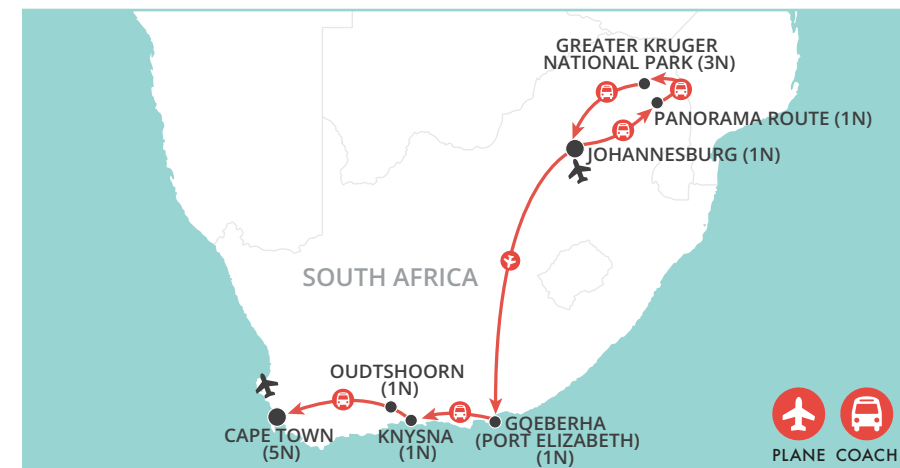 GREATER KRUGER
NATIONAL PARK (3N)
PANORAMA ROUTE (1N)
JOHANNESBURG (1N)
SOUTH AFRICA
OUDTSHOORN
(1N)
CAPE TOWN
(5N)
KNYSNA
(1N)
GQEBERHA
(PORT ELIZABETH)
(1N)
PLANE COACH